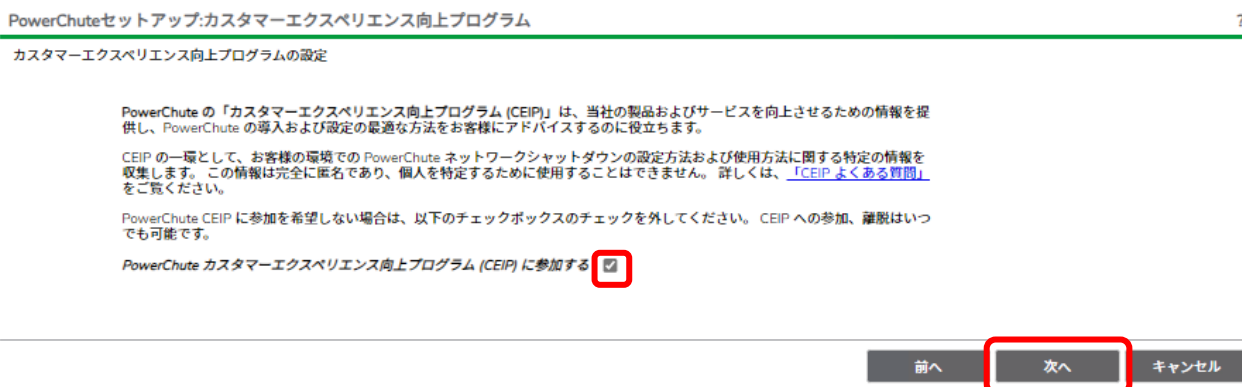 PowerChuteセットアップ:カスタマーエクスペリエンス向上プログラム ?
カスタマーエクスペリエンス向上プログラムの設定
PowerChute の「カスタマーエクスペリエンス向上プログラム (CEIP)」は、当社の製品およびサービスを向上させるための情報を提
供し、PowerChute の導入および設定の最適な方法をお客様にアドバイスするのに役立ちます。
CEIP の一環として、お客様の環境での PowerChute ネットワークシャットダウンの設定方法および使用方法に関する特定の情報を
収集します。 この情報は完全に匿名であり、個人を特定するために使用することはできません。 詳しくは、「CEIP よくある質問」
をご覧ください。
PowerChute CEIP に参加を希望しない場合は、以下のチェックボックスのチェックを外してください。 CEIP への参加、離脱はいつ
でも可能です。
PowerChute カスタマーエクスペリエンス向上プログラム (CEIP) に参加する
前へ 次へ キャンセル